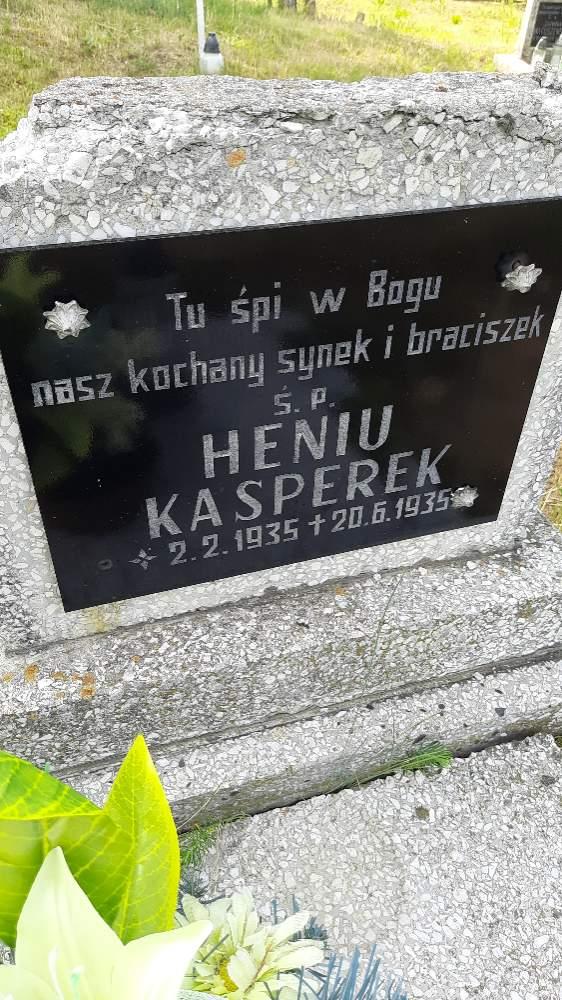 Tu śpi w Bogu
nasz kochany synek i braciszek
ś. p.
HENIU
KASPEREK
2.2.1935 + 20.6.1935